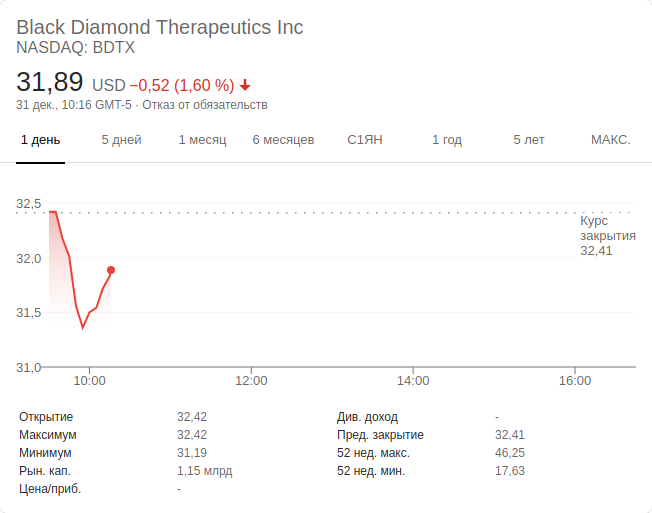 Black Diamond Therapeutics Inc
NASDAQ: BDTX
31,89 USD −0,52 (1,60 %)
31 дек., 10:16 GMT-5 · Отказ от обязательств
1 день 5 дней 1 месяц 6 месяцев С1ЯН 1 год 5 лет МАКС.
32,5
Курс
закрытия
32,41
32,0
31,5
31,0
10:00 12:00 14:00 16:00
Открытие 32,42 Див. доход -
Максимум 32,42 Пред. закрытие 32,41
Минимум 31,19 52 нед. макс. 46,25
Рын. кап. 1,15 млрд 52 нед. мин. 17,63
Цена/приб. -